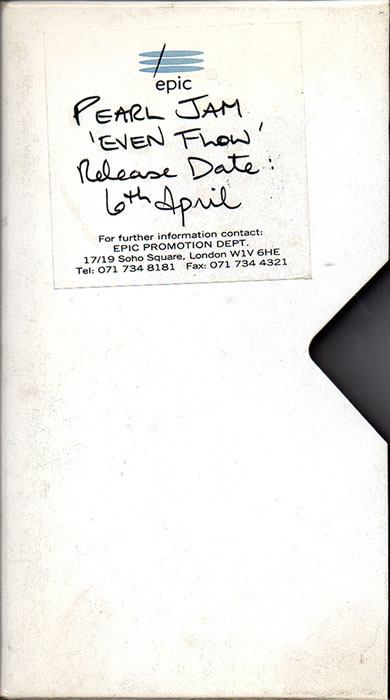 epic
PEARL JAM
'EVEN FLOW'
Release Date:
6th April
For further information contact:
EPIC PROMOTION DEPT.
17/19 Soho Square, London W1V 6HE
Tel: 071 734 8181 Fax: 071 734 4321